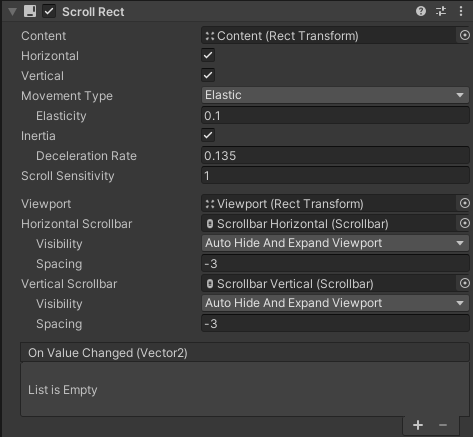 Scroll Rect
Content Content (Rect Transform)
Horizontal
Vertical
Movement Type Elastic
Elasticity 0.1
Inertia
Deceleration Rate 0.135
Scroll Sensitivity 1
Viewport Viewport (Rect Transform)
Horizontal Scrollbar Scrollbar Horizontal (Scrollbar)
Visibility Auto Hide And Expand Viewport
Spacing -3
Vertical Scrollbar Scrollbar Vertical (Scrollbar)
Visibility Auto Hide And Expand Viewport
Spacing -3
On Value Changed (Vector2)
List is Empty